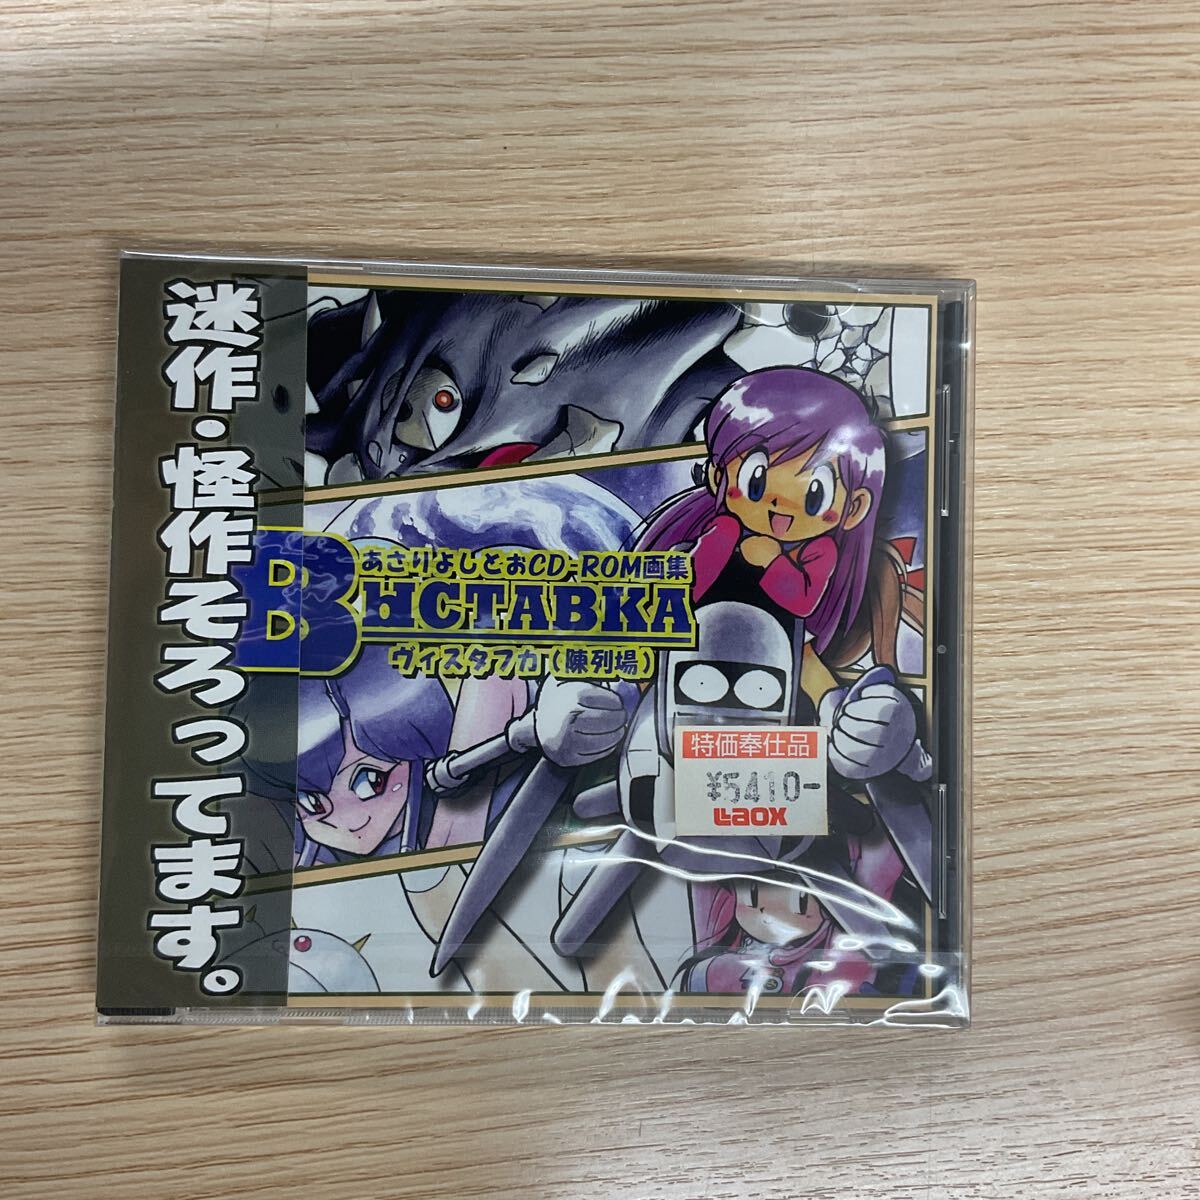 迷作・怪作そろってます。
あさりよしとおCD-ROM画集
ВЫСТАВКА
ヴィスタフカ(陳列場)
特価奉仕品
¥5410-
Laox